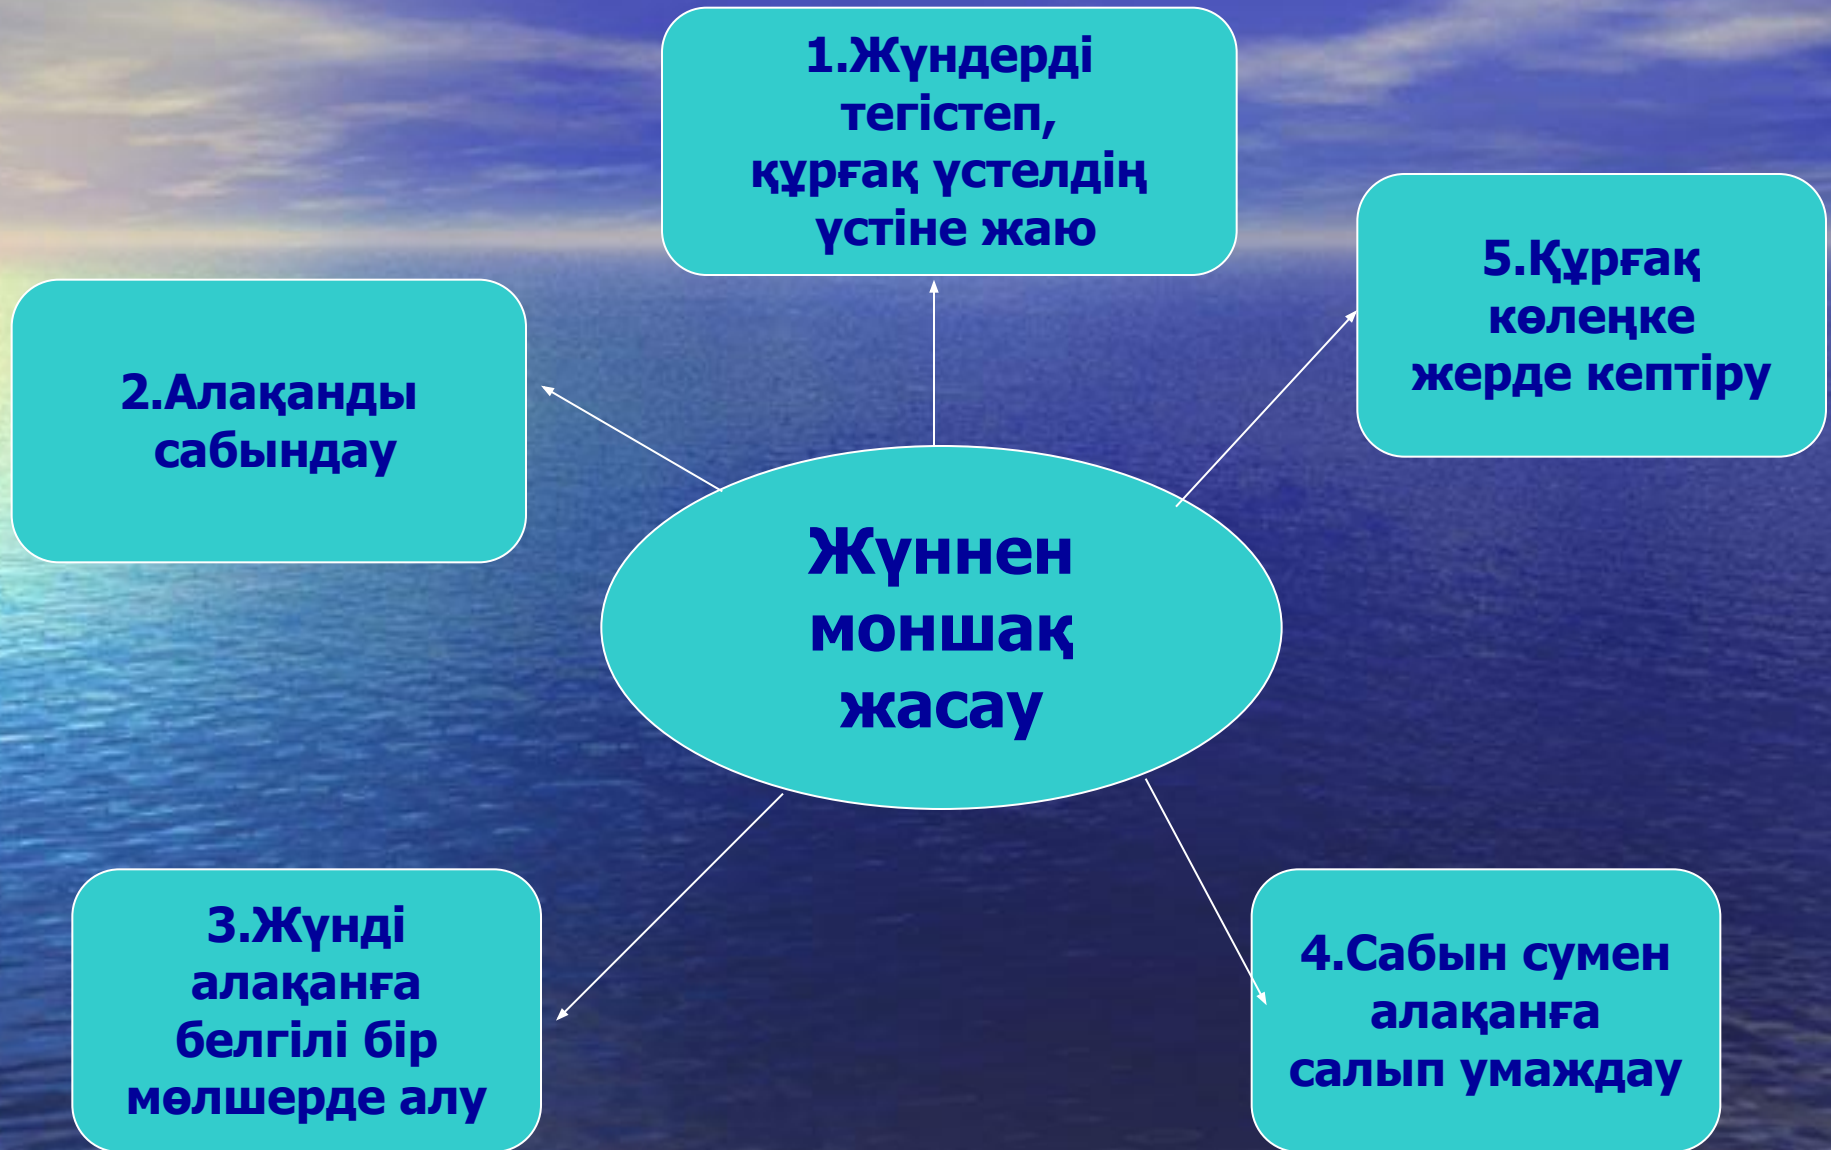 1.Жүндерді
тегістеп,
құрғақ үстелдің
үстіне жаю
5.Құрғақ
көлеңке
жерде кептіру
2.Алақанды
сабындау
Жүннен
моншақ
жасау
3.Жүнді
алақанға
белгілі бір
мөлшерде алу
4.Сабын сумен
алақанға
салып умаждау